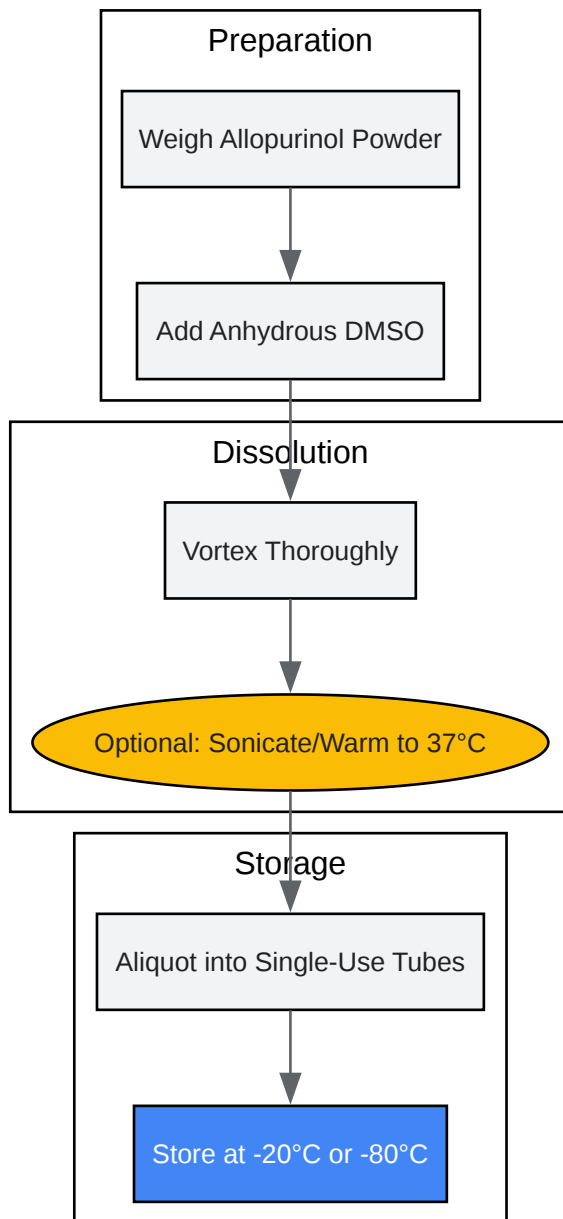 Preparation
Weigh Allopurinol Powder
Add Anhydrous DMSO
Dissolution
Vortex Thoroughly
Optional: Sonicate/Warm to 37°C
Storage
Aliquot into Single-Use Tubes
Store at -20°C or -80°C